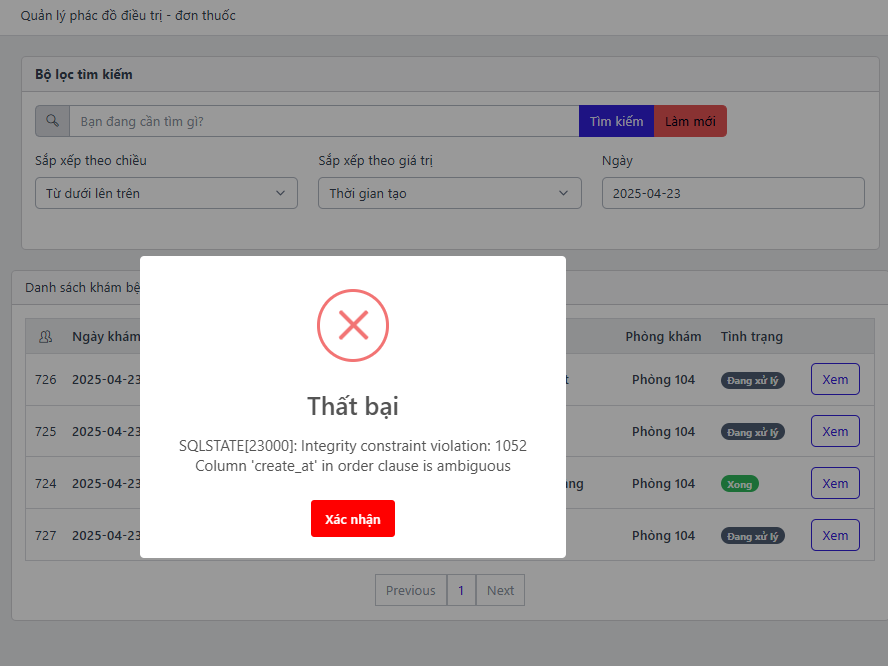 Quản lý phác đồ điều trị - đơn thuốc
Bộ lọc tìm kiếm
Bạn đang cần tìm gì? Tìm kiếm Làm mới
Sắp xếp theo chiều Sắp xếp theo giá trị Ngày
Từ dưới lên trên Thời gian tạo 2025-04-23
Danh sách khám bệ
Ngày khám Phòng khám Tình trạng
726 2025-04-23 t Phòng 104 Đang xử lý Xem
725 2025-04-23 Phòng 104 Đang xử lý Xem
724 2025-04-23 ng Phòng 104 Xong Xem
727 2025-04-23 Phòng 104 Đang xử lý Xem
Thất bại
SQLSTATE[23000]: Integrity constraint violation: 1052
Column 'create_at' in order clause is ambiguous
Xác nhận
Previous 1 Next